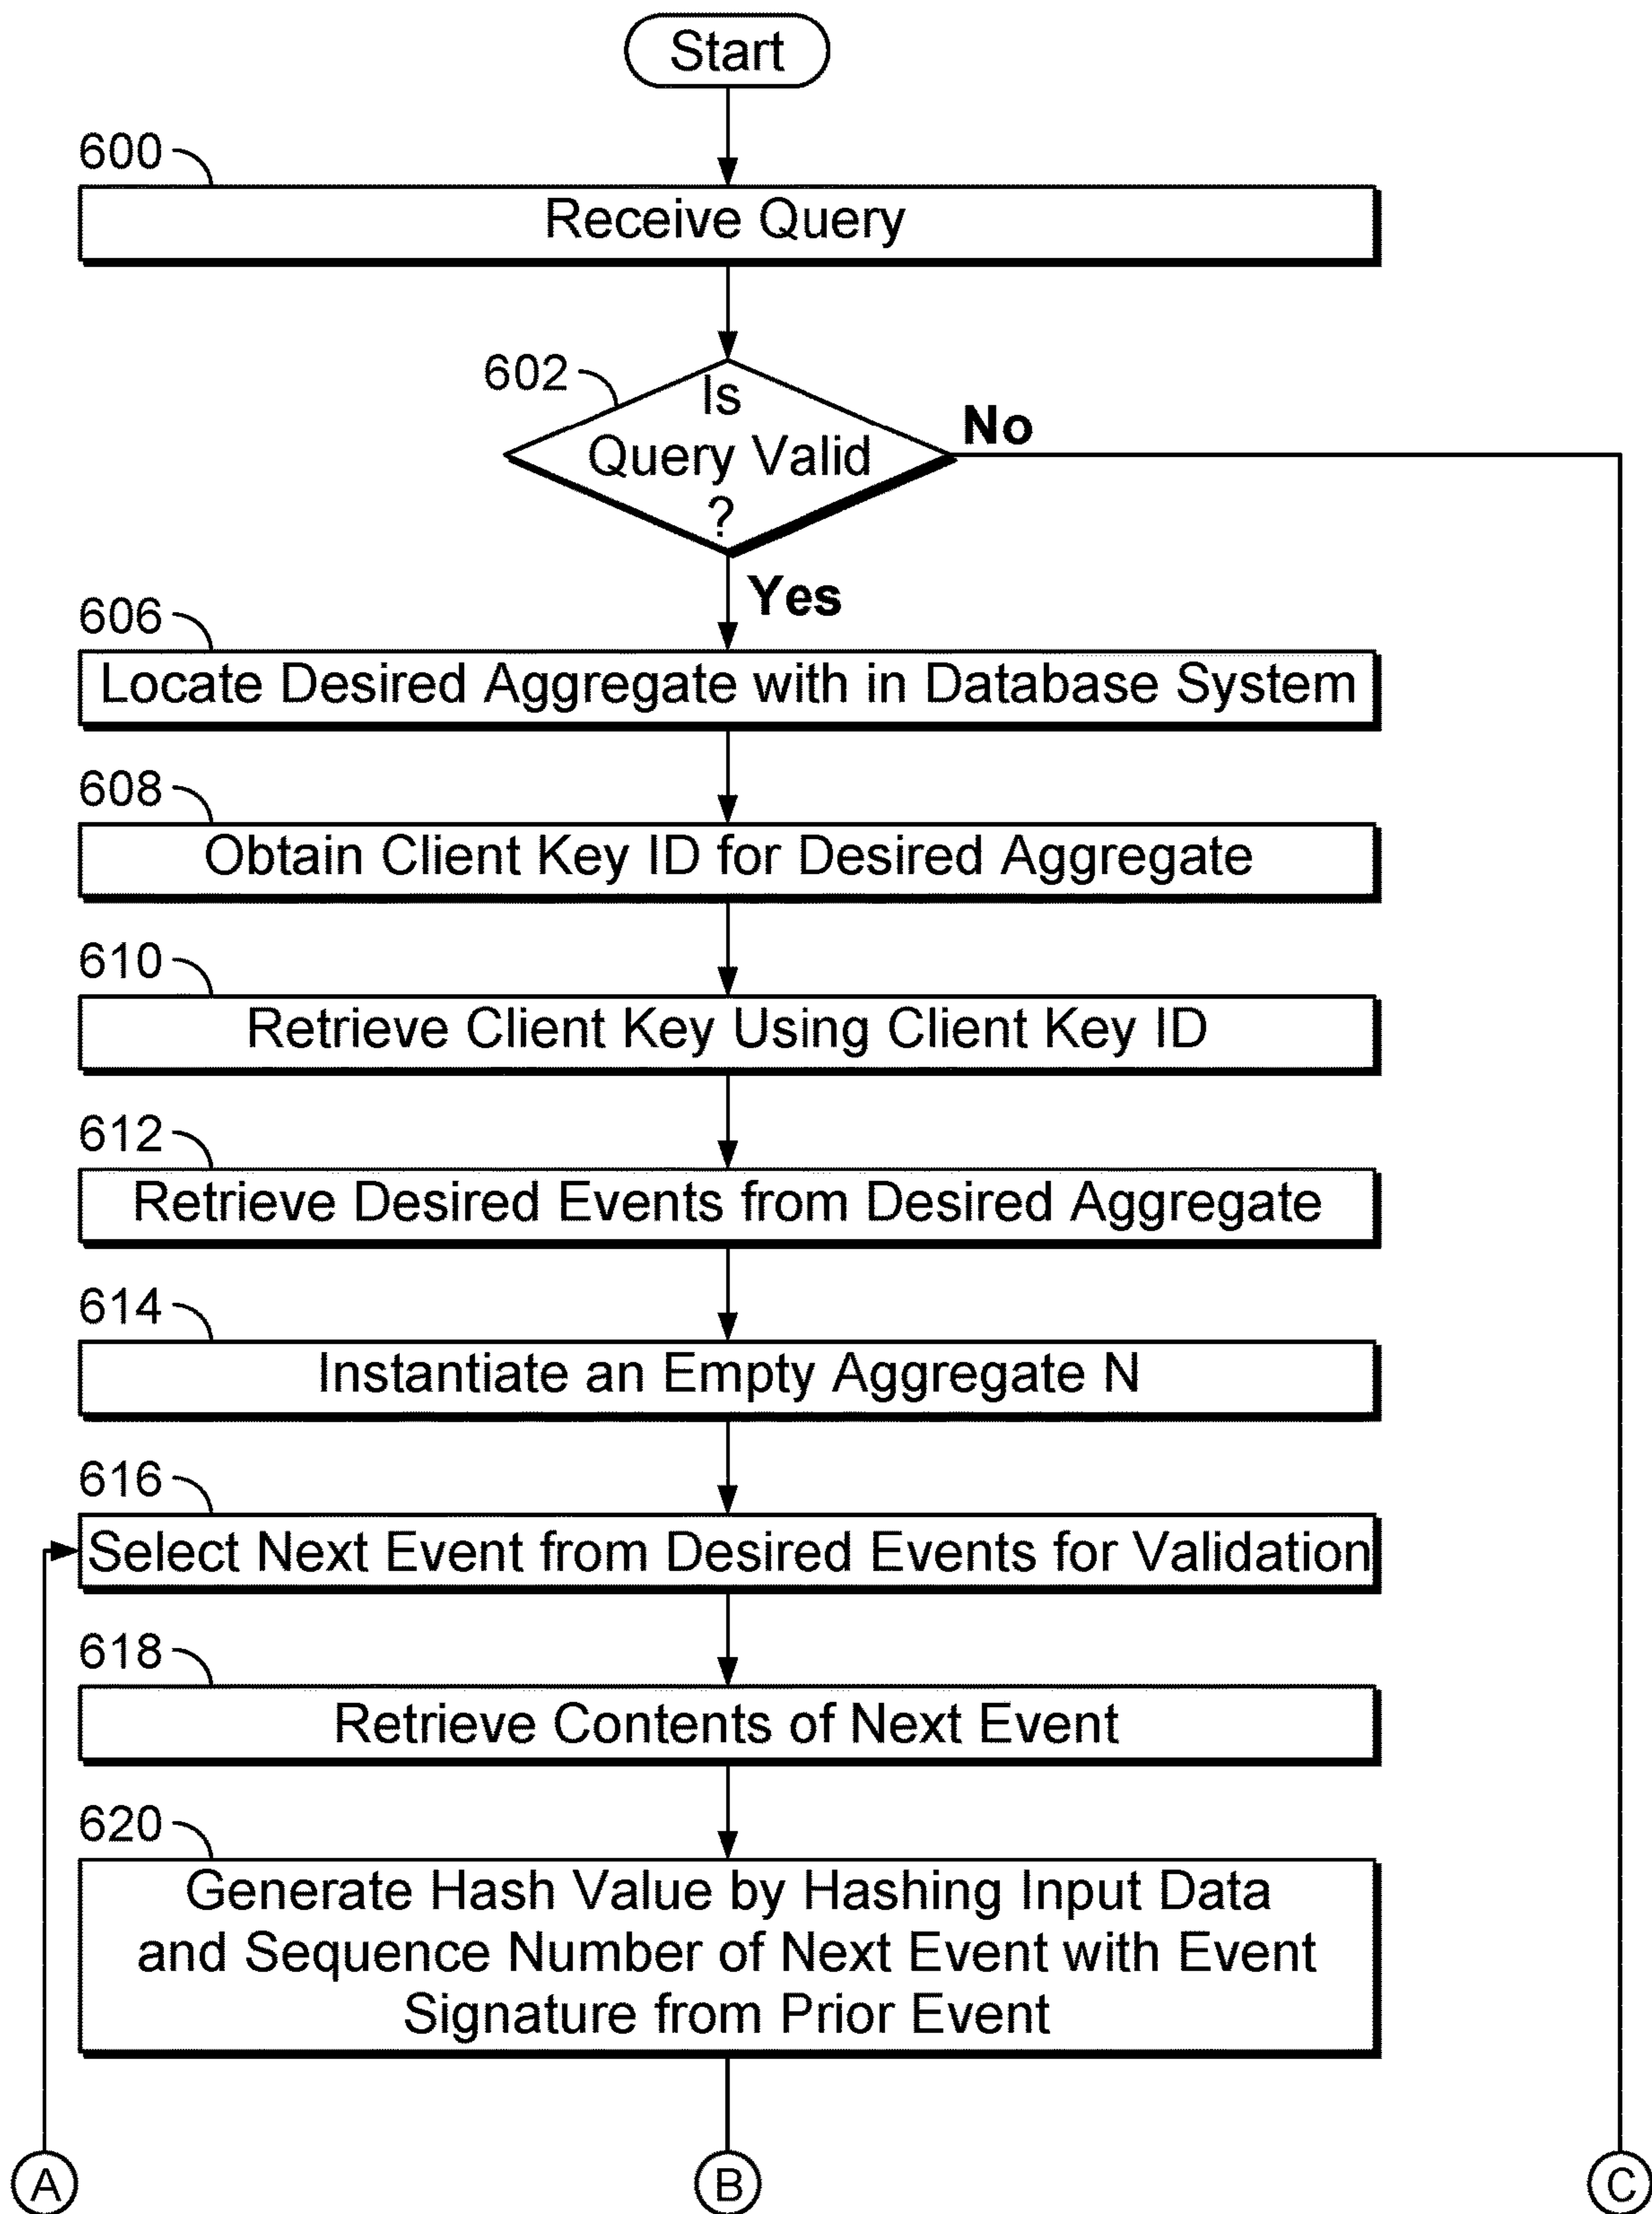 Start
600
Receive Query
602
Is
Query Valid
?
No
Yes
606
Locate Desired Aggregate with in Database System
608
Obtain Client Key ID for Desired Aggregate
610
Retrieve Client Key Using Client Key ID
612
Retrieve Desired Events from Desired Aggregate
614
Instantiate an Empty Aggregate N
616
Select Next Event from Desired Events for Validation
618
Retrieve Contents of Next Event
620
Generate Hash Value by Hashing Input Data
and Sequence Number of Next Event with Event
Signature from Prior Event
A
B
C